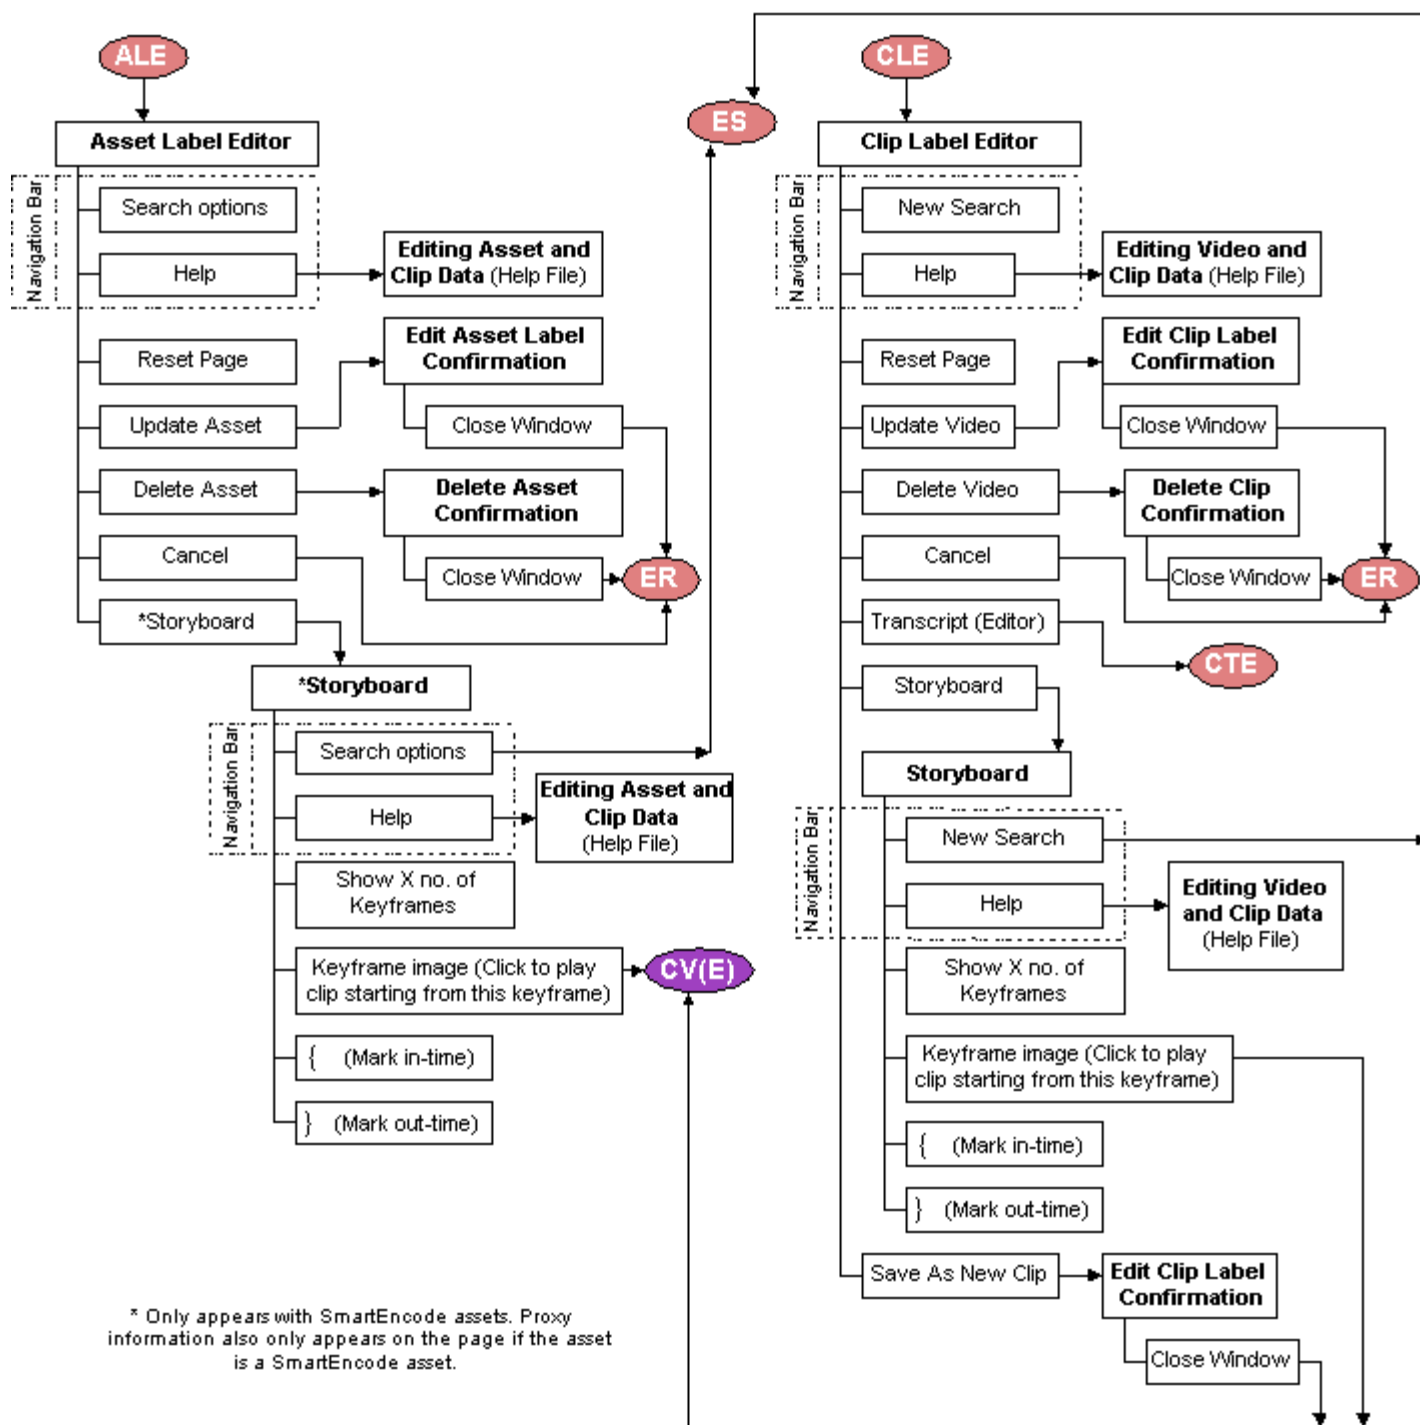 ALE
Asset Label Editor
Navigation Bar
Search options
Help
Editing Asset and
Clip Data (Help File)
Reset Page
Edit Asset Label
Confirmation
Update Asset
Close Window
Delete Asset
Delete Asset
Confirmation
Cancel
Close Window
ER
*Storyboard
*Storyboard
Navigation Bar
Search options
Help
Editing Asset and
Clip Data
(Help File)
Show X no. of
Keyframes
Keyframe image (Click to play
clip starting from this keyframe)
CV(E)
{ (Mark in-time)
} (Mark out-time)
* Only appears with SmartEncode assets. Proxy
information also only appears on the page if the asset
is a SmartEncode asset.
ES
CLE
Clip Label Editor
Navigation Bar
New Search
Help
Editing Video and
Clip Data (Help File)
Reset Page
Edit Clip Label
Confirmation
Update Video
Close Window
Delete Video
Delete Clip
Confirmation
Cancel
Close Window
ER
Transcript (Editor)
CTE
Storyboard
Storyboard
Navigation Bar
New Search
Help
Editing Video
and Clip Data
(Help File)
Show X no. of
Keyframes
Keyframe image (Click to play
clip starting from this keyframe)
{ (Mark in-time)
} (Mark out-time)
Save As New Clip
Edit Clip Label
Confirmation
Close Window